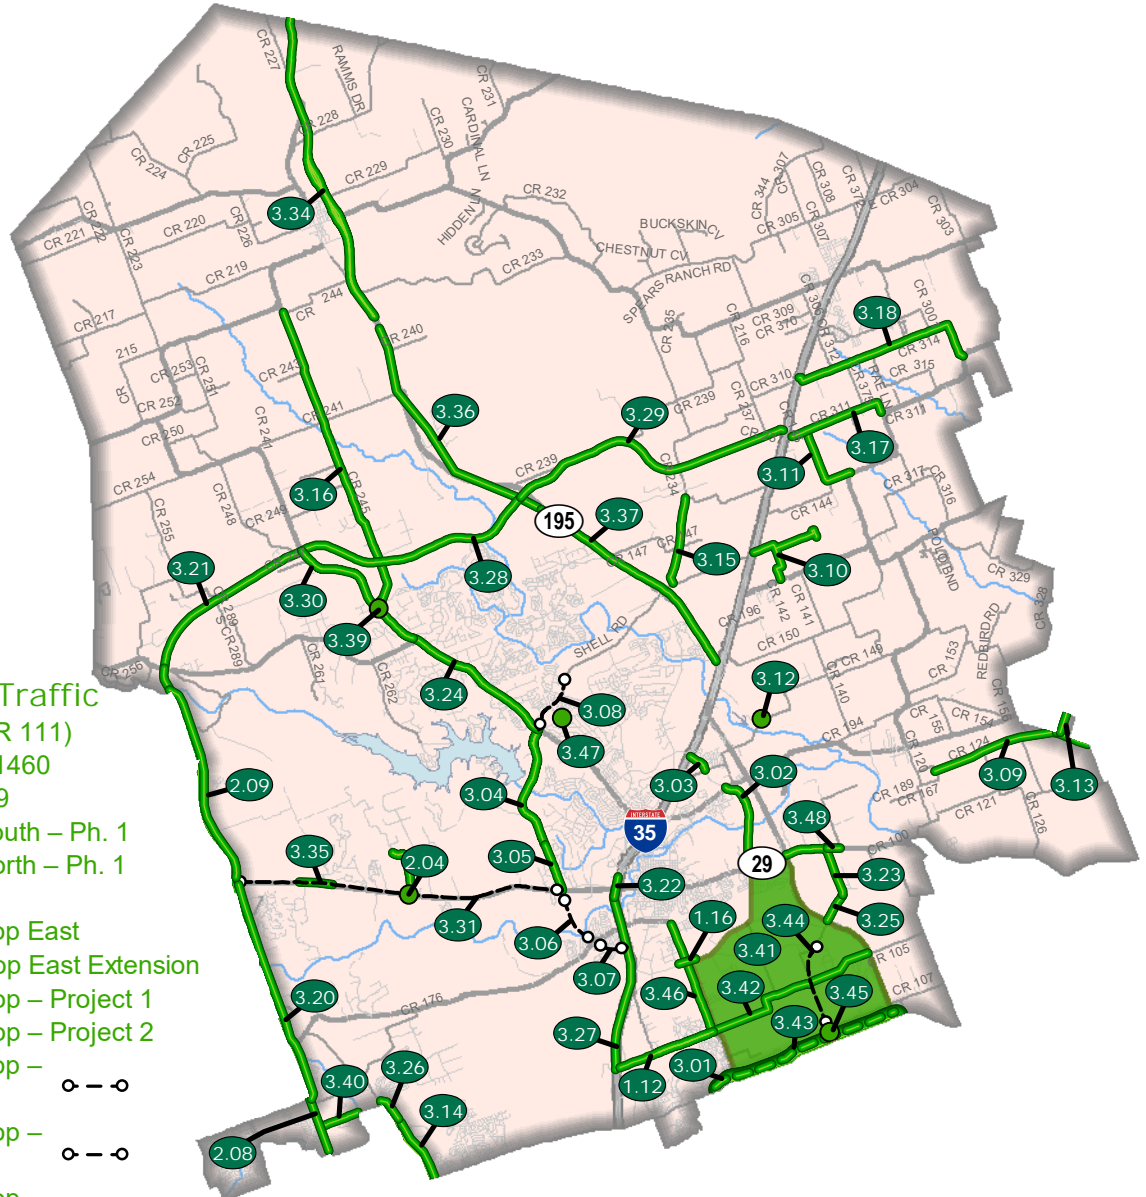 CR 227
RAMMS DR
CR 231
CARDINAL LN
CR 230
CR 228
CR 225
CR 224
CR 229
CR 307
CR 344
CR 308
CR 304
CR 303
CR 305
CR 307
CR 232
HIDDEN
3.34
CR 222
CR 220
CR 226
CR 221
CR 223
BUCKSKIN CV
CHESTNUT CV
CR 233
SPEARS RANCH RD
CR 219
CR 244
CR 300
CR 235
CR 216
CR 309
CR 370
3.18
CR 217
CR 240
CR 314
215
CR 253
CR 251
CR 243
CR 310
CR 315
CR
CR 252
CR 241
CR 241
3.36
3.29
CR 239
CR 237
CR 311
CR 250
3.17
CR 254
CR 239
CR 234
3.11
CR 317
CR 316
3.16
CR 245
CR 248
CR 249
CR 255
195
3.37
CR 144
CR 147
3.15
3.10
3.21
3.28
CR 329
CR 328
3.30
CR 289
CR 289
CR 142
CR 141
CR 196
3.39
SHELL RD
CR 150
CR 149
CR 153
REDBIRD RD
CR 256
CR 261
CR 262
3.24
3.12
CR 140
Traffic
3.08
CR 155
CR 154
CR 194
R 111)
3.47
CR 124
1460
3.03
3.02
3.09
3.13
9
2.09
3.04
CR 189
CR 167
CR 121
CR 126
outh – Ph. 1
35
3.48
CR 100
orth – Ph. 1
3.35
2.04
3.05
29
3.22
3.23
3.31
1.16
3.44
3.25
op East
3.06
3.41
op East Extension
3.07
CR 107
op – Project 1
CR 176
3.20
3.46
3.42
3.45
op – Project 2
3.27
3.43
op –
3.26
3.01
3.40
1.12
3.14
op –
2.08